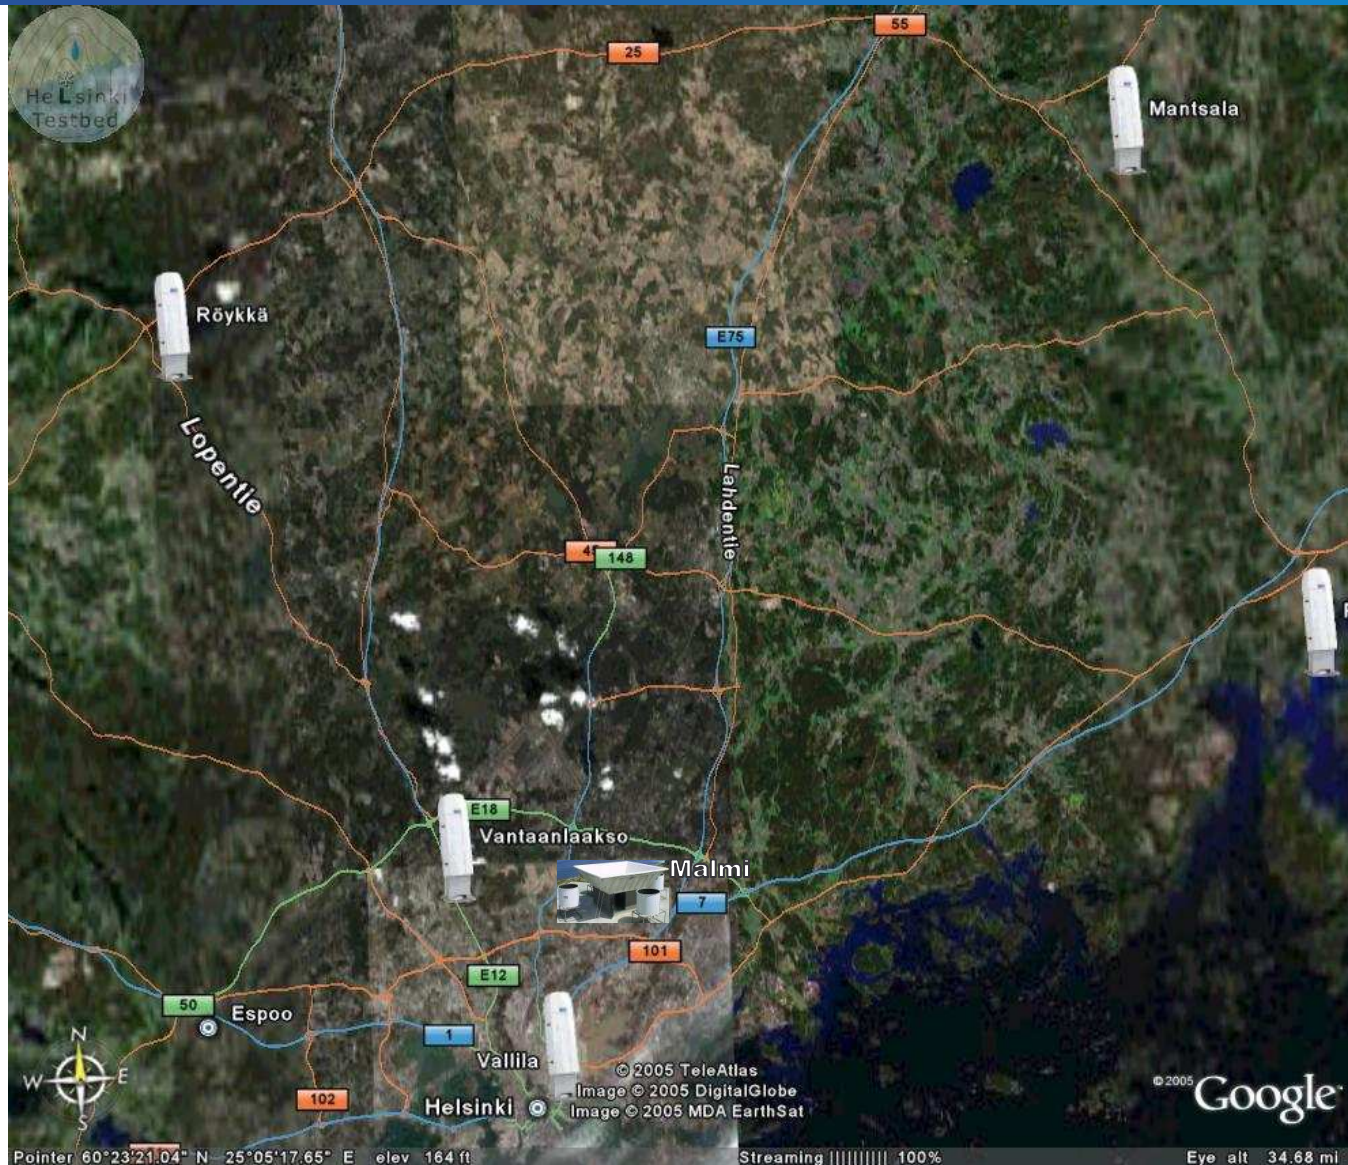 HeLsinki
Testbed
25
55
Mantsala
Röykkä
E75
Lopentie
Lahdentie
148
E18
Vantaanlaakso
Malmi
7
101
E12
50
Espoo
1
Vallila
N
W
E
S
102
Helsinki
© 2005 TeleAtlas
Image © 2005 DigitalGlobe
Image © 2005 MDA EarthSat
©2005 Google
Pointer 60°23'21.04" N 25°05'17.65" E elev 164 ft
Streaming |||||||||| 100%
Eye alt 34.68 mi